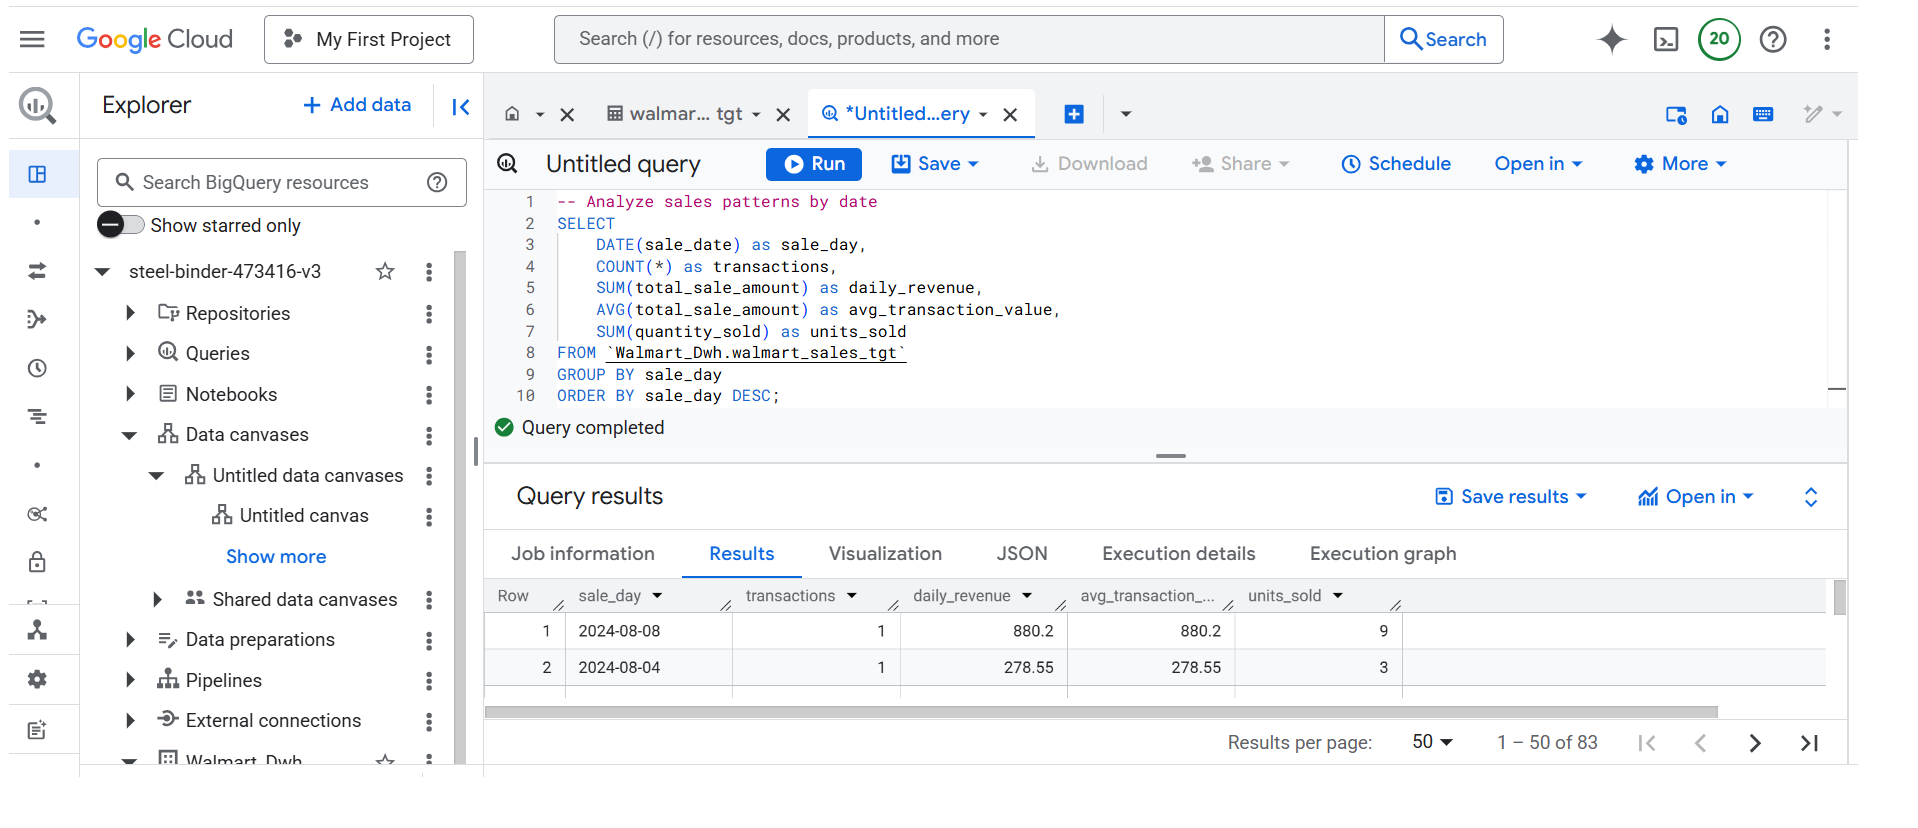 Google Cloud
My First Project
Search (/) for resources, docs, products, and more
Search
20
Explorer
+ Add data
walmar... tgt
*Untitled...ery
Search BigQuery resources
Show starred only
Untitled query
Run
Save
Download
Share
Schedule
Open in
More
1 -- Analyze sales patterns by date
2 SELECT
3 DATE(sale_date) as sale_day,
4 COUNT(*) as transactions,
5 SUM(total_sale_amount) as daily_revenue,
6 AVG(total_sale_amount) as avg_transaction_value,
7 SUM(quantity_sold) as units_sold
8 FROM `Walmart_Dwh.walmart_sales_tgt`
9 GROUP BY sale_day
10 ORDER BY sale_day DESC;
Query completed
steel-binder-473416-v3
Repositories
Queries
Notebooks
Data canvases
Untitled data canvases
Untitled canvas
Show more
Shared data canvases
Data preparations
Pipelines
External connections
Walmart_Dwh
Query results
Save results
Open in
Job information
Results
Visualization
JSON
Execution details
Execution graph
Row sale_day transactions daily_revenue avg_transaction_... units_sold
1 2024-08-08 1 880.2 880.2 9
2 2024-08-04 1 278.55 278.55 3
Results per page: 50 1 – 50 of 83